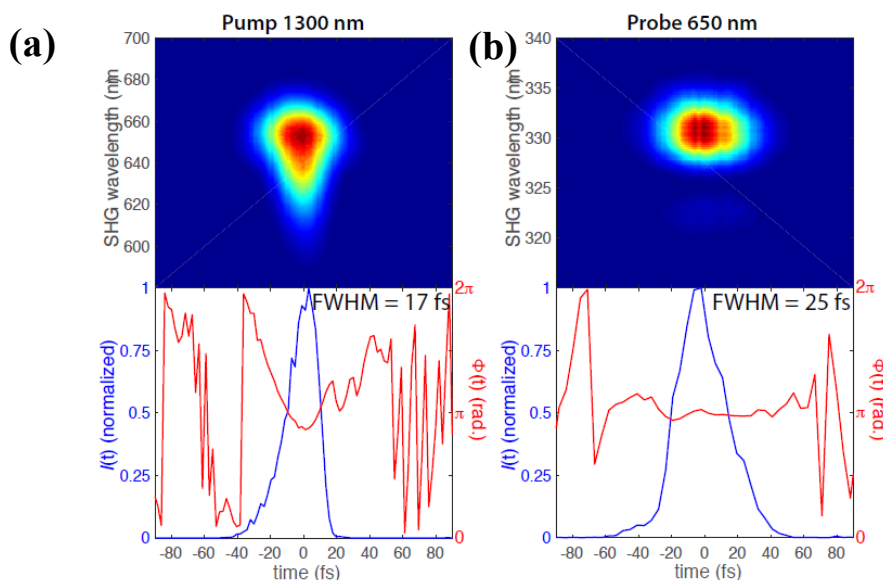 (a)
Pump 1300 nm
SHG wavelength (nm)
700
680
660
640
620
600
I(t) (normalized)
1
0.75
0.5
0.25
0
FWHM = 17 fs
2π
π
0
Φ(t) (rad.)
-80 -60 -40 -20 0 20 40 60 80
time (fs)
(b)
Probe 650 nm
SHG wavelength (nm)
340
335
330
325
320
I(t) (normalized)
1
0.75
0.5
0.25
0
FWHM = 25 fs
2π
π
0
Φ(t) (rad.)
-80 -60 -40 -20 0 20 40 60 80
time (fs)